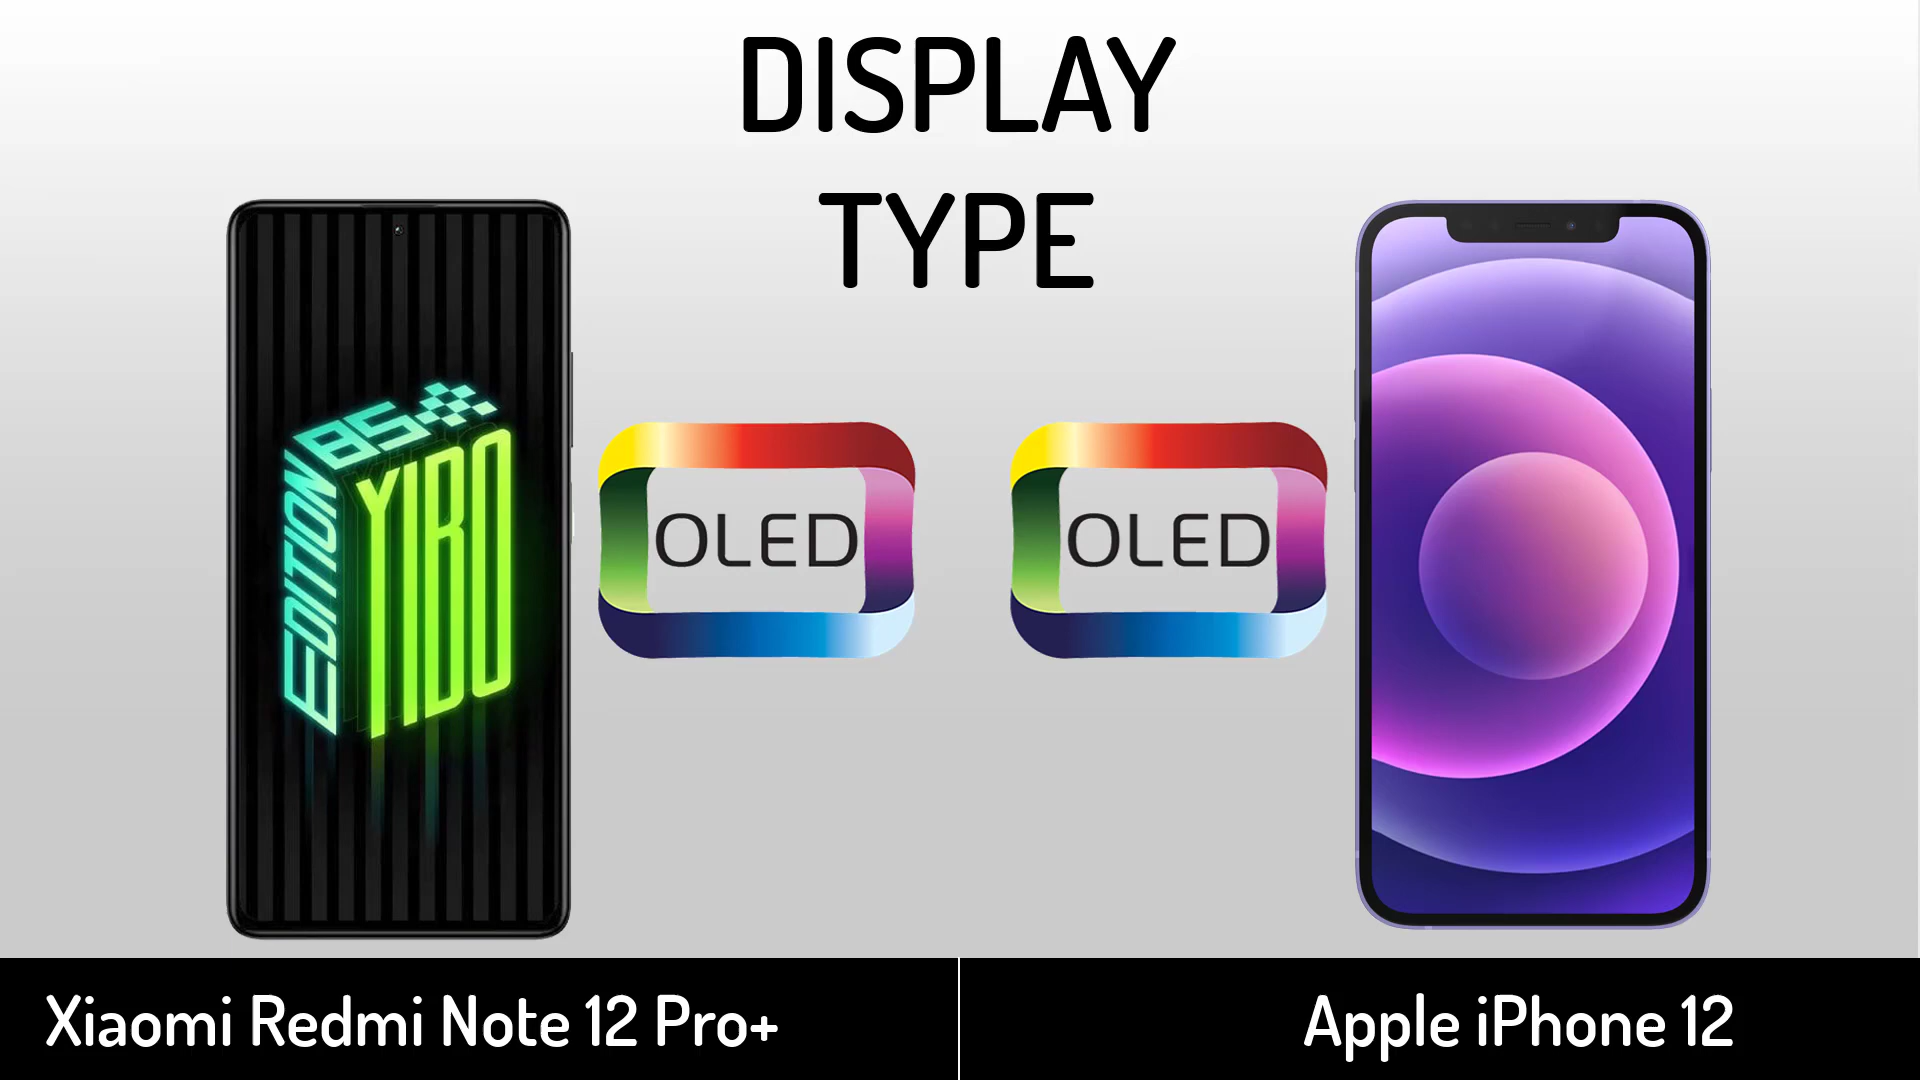 DISPLAY
TYPE
EDITION
85
YIBO
OLED
OLED
Xiaomi Redmi Note 12 Pro+
Apple iPhone 12